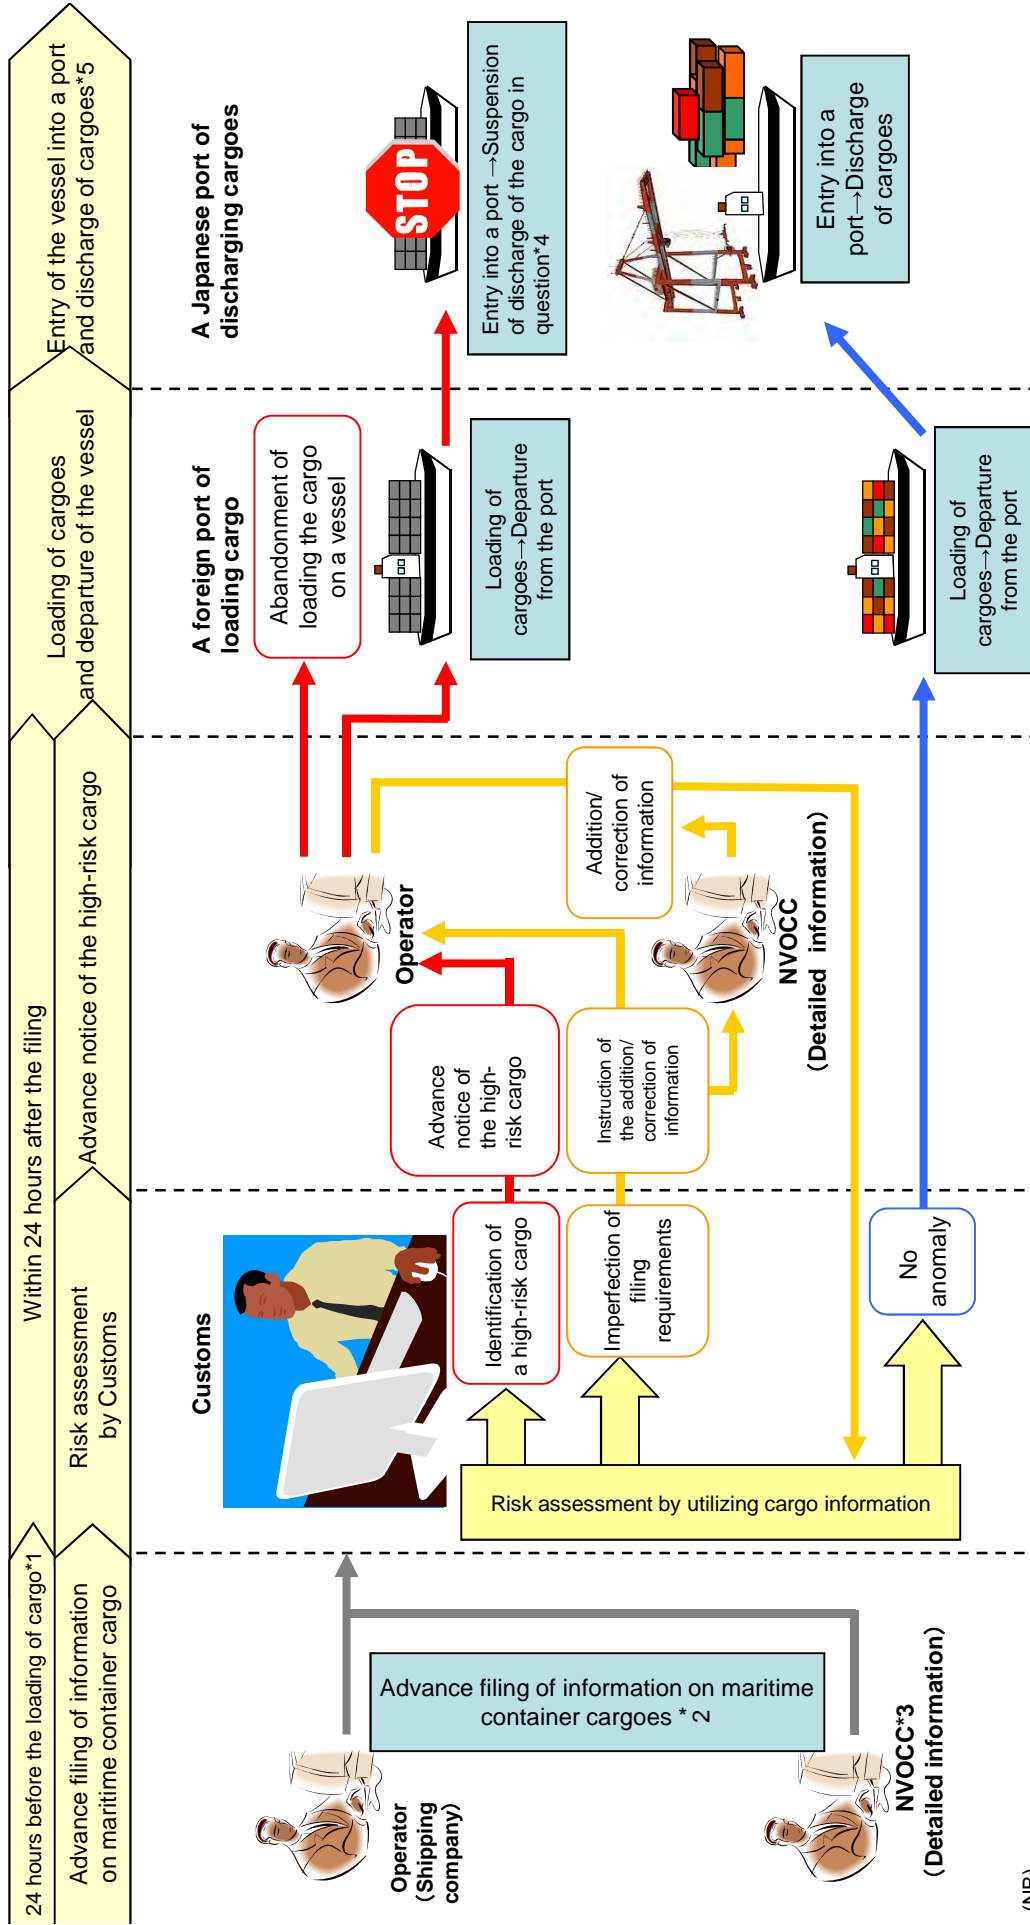 24 hours before the loading of cargo*1
Within 24 hours after the filing
Advance filing of information
on maritime container cargo
Risk assessment
by Customs
Advance notice of the high-risk cargo
Loading of cargoes
and departure of the vessel
Entry of the vessel into a port
and discharge of cargoes*5
Operator
(Shipping
company)
Advance filing of information on maritime
container cargoes *2
NVOCC*3
(Detailed information)
Customs
Risk assessment by utilizing cargo information
Identification of
a high-risk cargo
Imperfection of
filing
requirements
No
anomaly
Advance
notice of
the high-
risk cargo
Instruction of
the addition/
correction of
information
Operator
Addition/
correction of
information
NVOCC
(Detailed information)
A foreign port of
loading cargo
Abandonment of
loading the cargo
on a vessel
Loading of
cargoes→Departure
from the port
Loading of
cargoes→Departure
from the port
A Japanese port of
discharging cargoes
STOP
Entry into a port →Suspension
of discharge of the cargo in
question*4
Entry into a
port→Discharge
of cargoes
(NB)